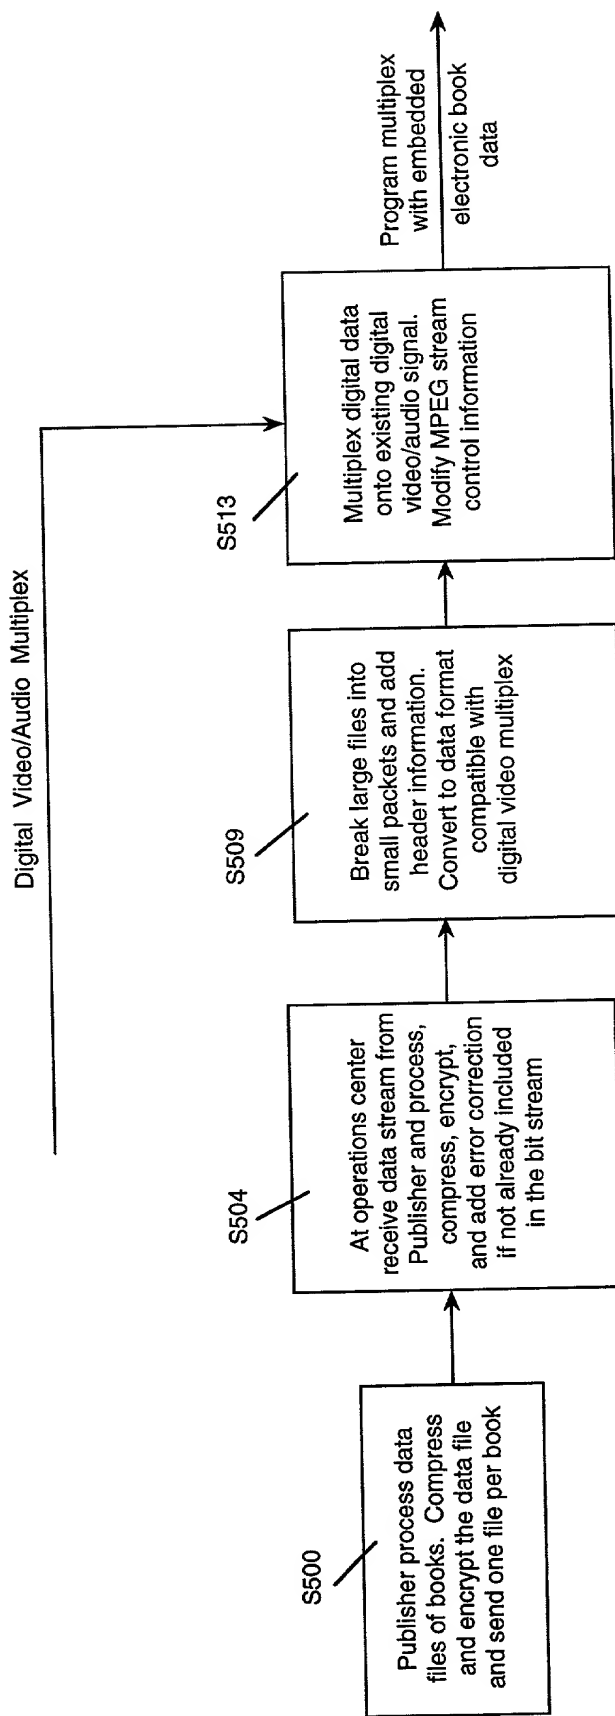 Digital Video/Audio Multiplex
S500
Publisher process data
files of books. Compress
and encrypt the data file
and send one file per book
S504
At operations center
receive data stream from
Publisher and process,
compress, encrypt,
and add error correction
if not already included
in the bit stream
S509
Break large files into
small packets and add
header information.
Convert to data format
compatible with
digital video multiplex
S513
Multiplex digital data
onto existing digital
video/audio signal.
Modify MPEG stream
control information
Program multiplex
with embedded
electronic book
data